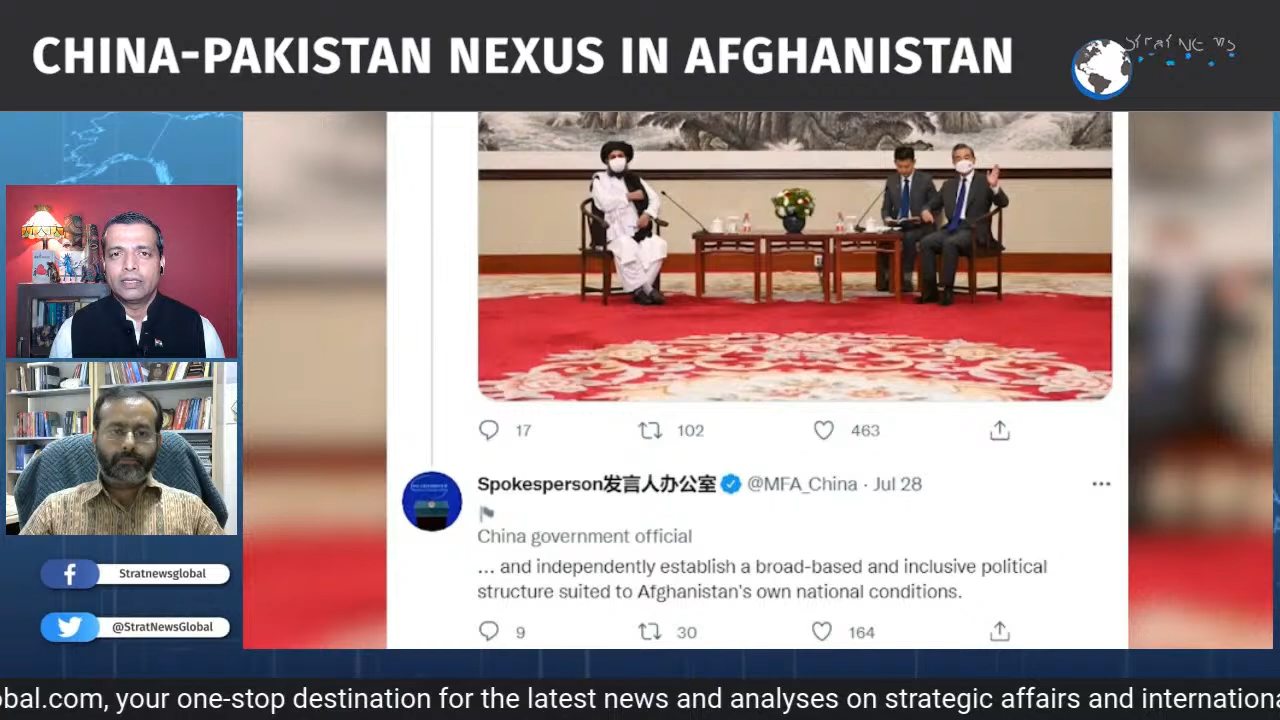 CHINA-PAKISTAN NEXUS IN AFGHANISTAN
Strat News
17 102 463
Spokesperson发言人办公室 @MFA_China · Jul 28
China government official
... and independently establish a broad-based and inclusive political
structure suited to Afghanistan's own national conditions.
9 30 164
Stratnewsglobal
@StratNewsGlobal
obal.com, your one-stop destination for the latest news and analyses on strategic affairs and internationa